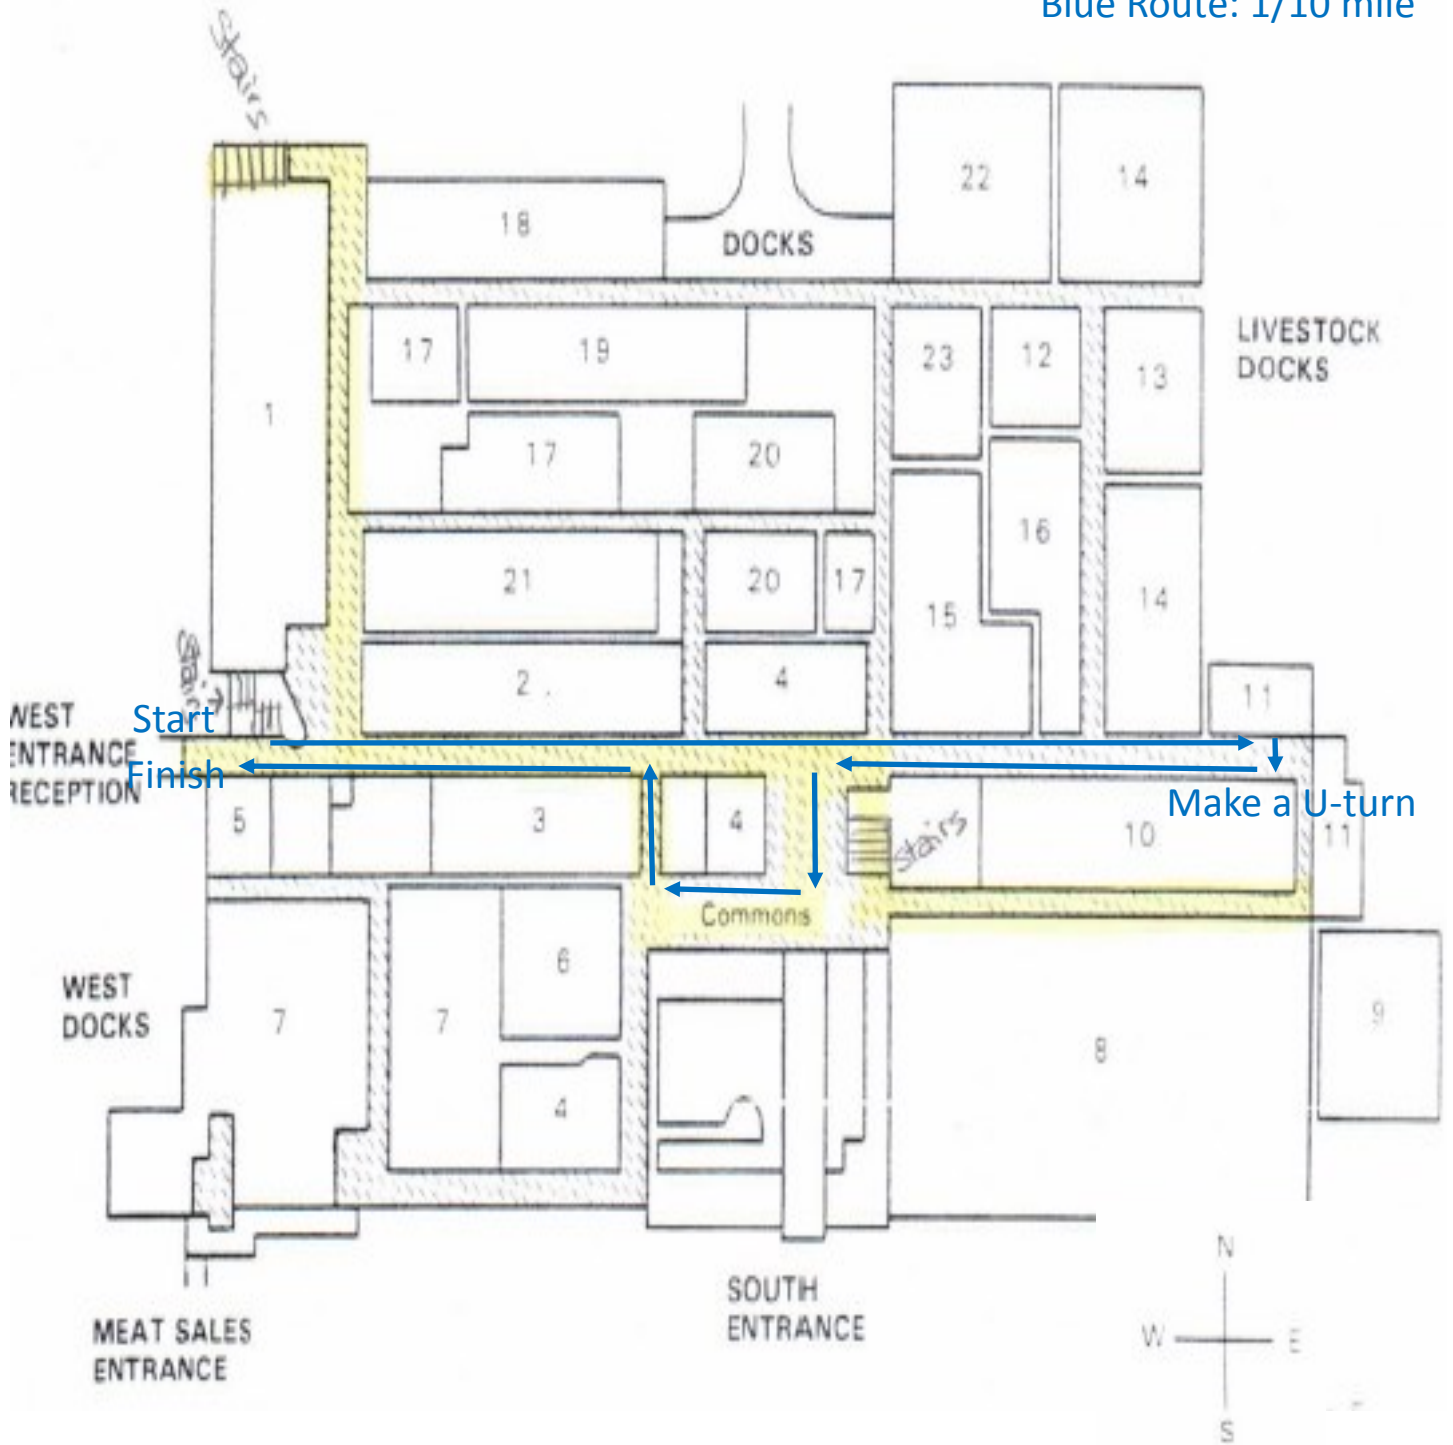 Blue Route: 1/10 mile
Stairs
22
14
18
DOCKS
17
19
23
12
13
LIVESTOCK
DOCKS
1
17
20
16
21
20
17
15
14
Stairs
2
4
11
WEST
ENTRANCE
RECEPTION
Start
Finish
Make a U-turn
5
3
4
Stairs
10
11
Commons
WEST
DOCKS
7
7
6
4
8
9
SOUTH
ENTRANCE
MEAT SALES
ENTRANCE
N
W
E
S